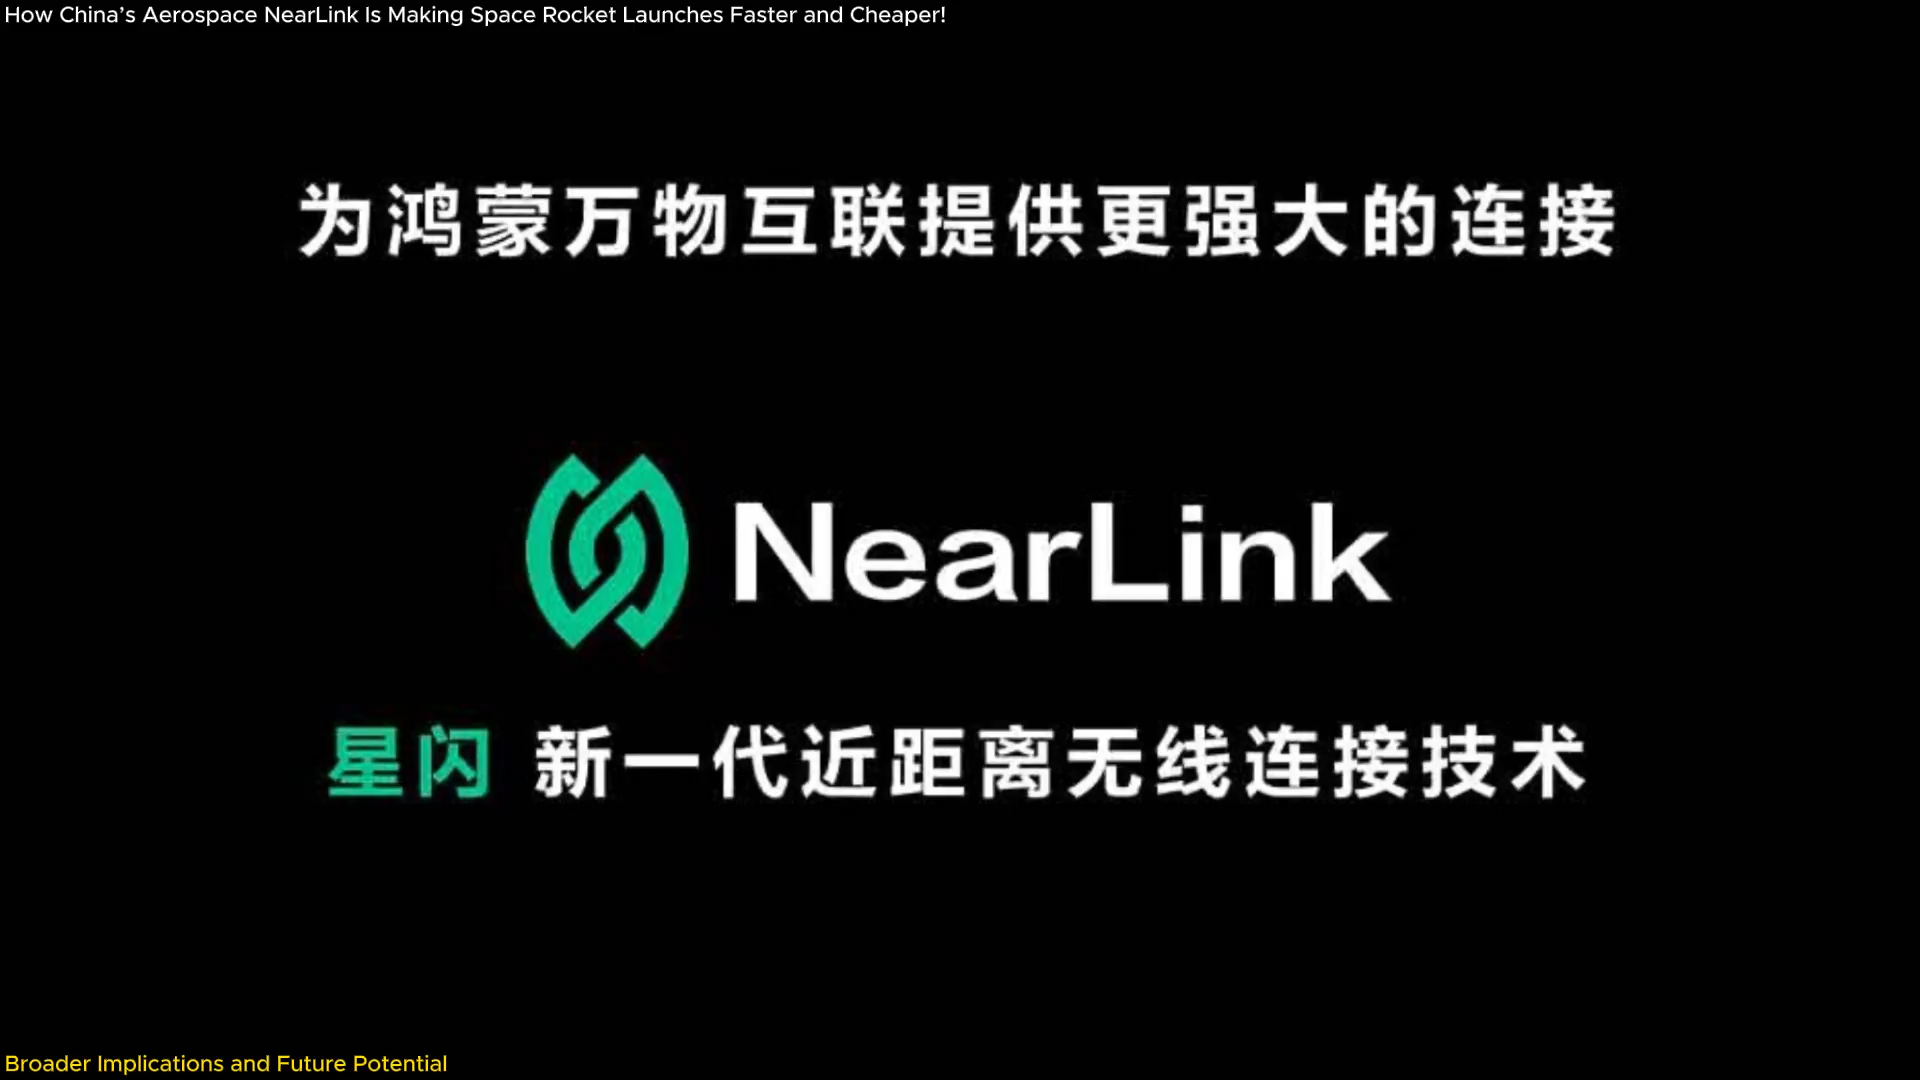 How China’s Aerospace NearLink Is Making Space Rocket Launches Faster and Cheaper!
为鸿蒙万物互联提供更强大的连接
NearLink
星闪 新一代近距离无线连接技术
Broader Implications and Future Potential